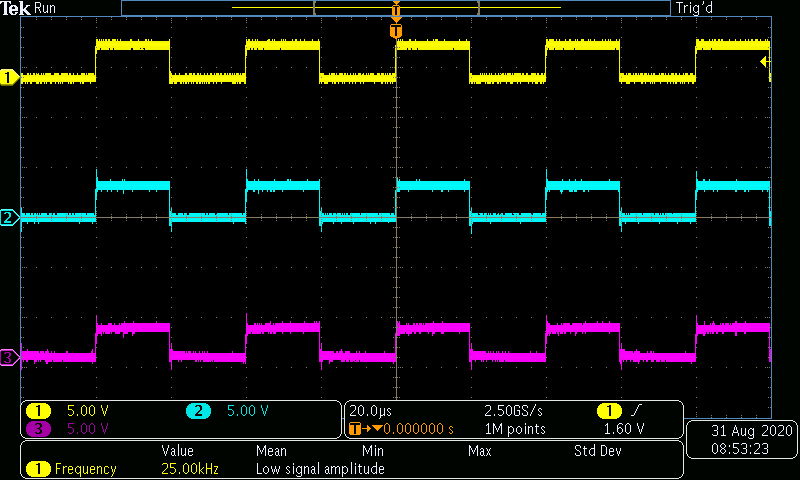 Tek Run Trig'd
T
T
1
2
3
1 5.00 V 2 5.00 V
3 5.00 V
20.0µs 2.50GS/s 1
T→▼0.000000 s 1M points 1.60 V
31 Aug 2020
08:53:23
Value Mean Min Max Std Dev
1 Frequency 25.00kHz Low signal amplitude